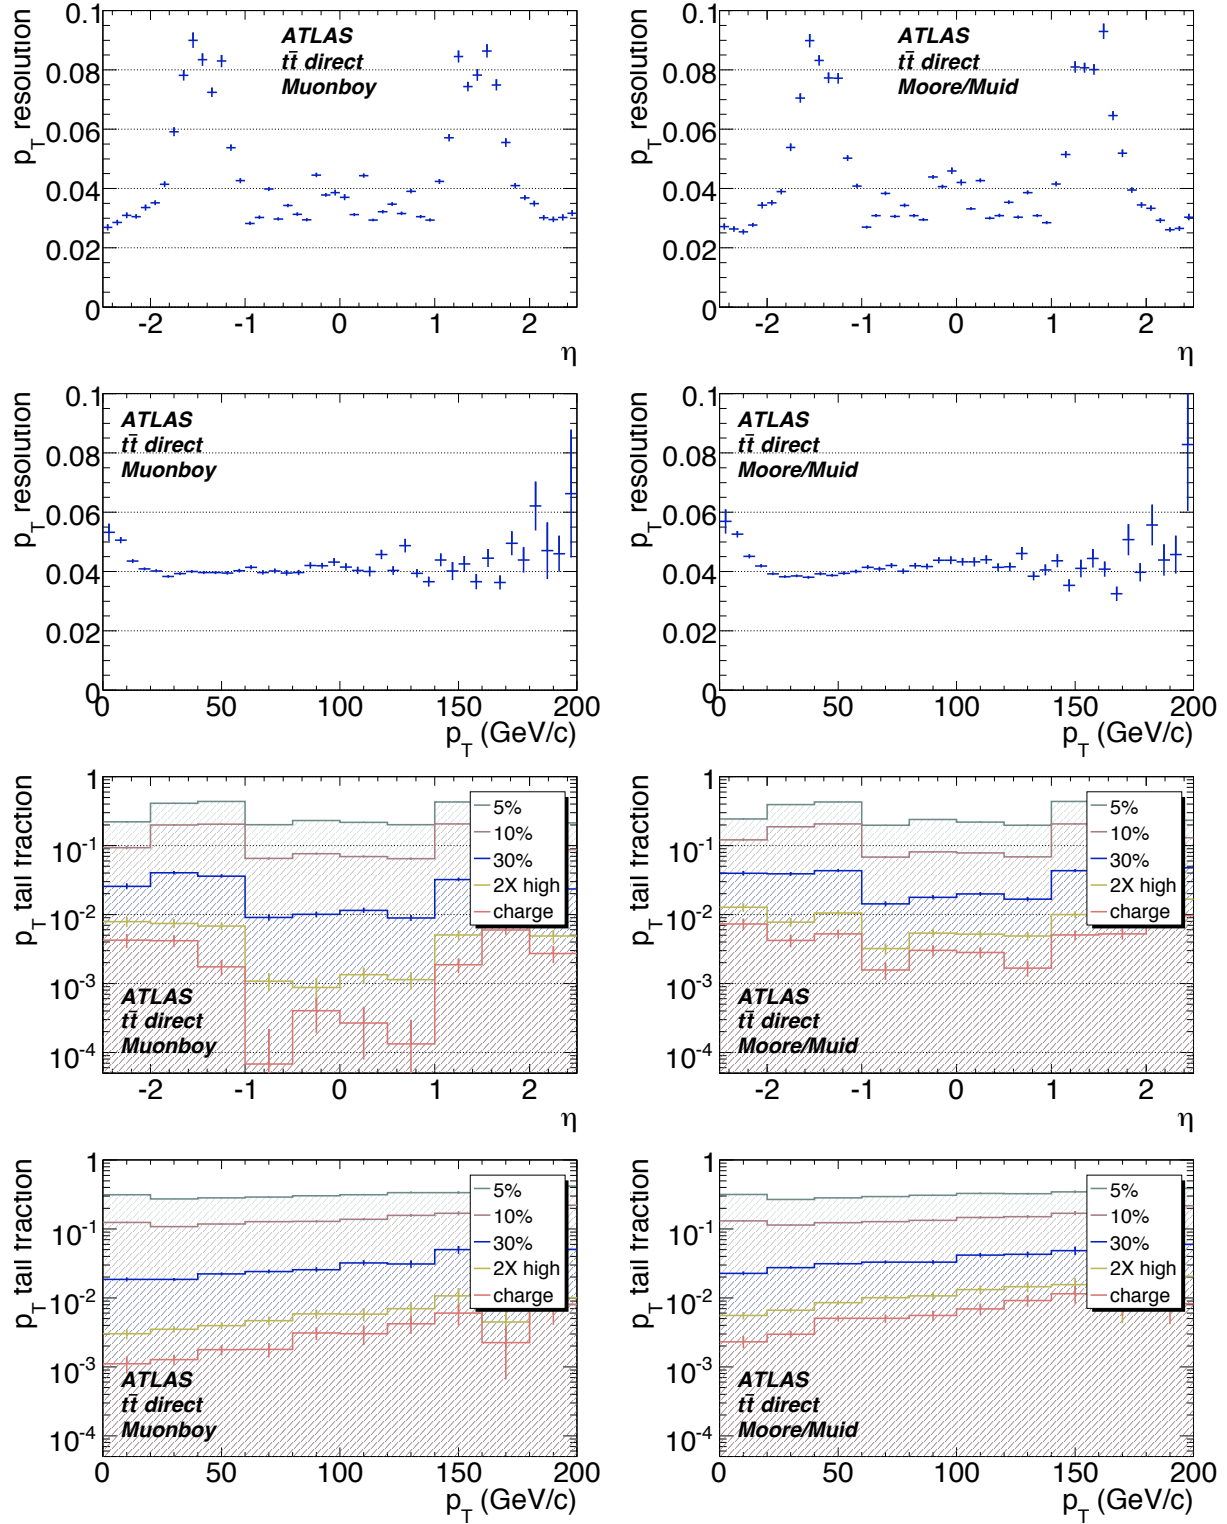 0.1
0.08
0.06
0.04
0.02
0
p_T resolution
ATLAS
tt̄ direct
Muonboy
-2 -1 0 1 2
η
0.1
0.08
0.06
0.04
0.02
0
p_T resolution
ATLAS
tt̄ direct
Moore/Muid
-2 -1 0 1 2
η
0.1
0.08
0.06
0.04
0.02
0
p_T resolution
ATLAS
tt̄ direct
Muonboy
0 50 100 150 200
p_T (GeV/c)
0.1
0.08
0.06
0.04
0.02
0
p_T resolution
ATLAS
tt̄ direct
Moore/Muid
0 50 100 150 200
p_T (GeV/c)
1
10⁻¹
10⁻²
10⁻³
10⁻⁴
p_T tail fraction
5%
10%
30%
2X high
charge
ATLAS
tt̄ direct
Muonboy
-2 -1 0 1 2
η
1
10⁻¹
10⁻²
10⁻³
10⁻⁴
p_T tail fraction
5%
10%
30%
2X high
charge
ATLAS
tt̄ direct
Moore/Muid
-2 -1 0 1 2
η
1
10⁻¹
10⁻²
10⁻³
10⁻⁴
p_T tail fraction
5%
10%
30%
2X high
charge
ATLAS
tt̄ direct
Muonboy
0 50 100 150 200
p_T (GeV/c)
1
10⁻¹
10⁻²
10⁻³
10⁻⁴
p_T tail fraction
5%
10%
30%
2X high
charge
ATLAS
tt̄ direct
Moore/Muid
0 50 100 150 200
p_T (GeV/c)